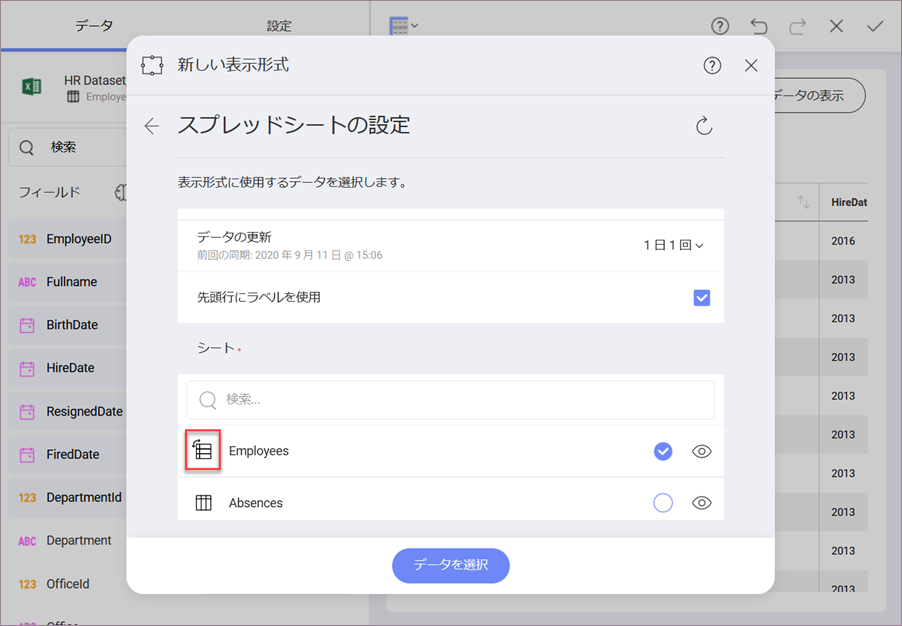 データ
設定
HR Dataset
Employe
検索
フィールド
123 EmployeeID
ABC Fullname
BirthDate
HireDate
ResignedDate
FiredDate
123 DepartmentId
ABC Department
123 OfficeId
ABC Office
新しい表示形式
スプレッドシートの設定
表示形式に使用するデータを選択します。
データの更新
前回の同期: 2020 年 9 月 11 日 @ 15:06
1 日 1 回
先頭行にラベルを使用
シート
検索...
Employees
Absences
データを選択
データの表示
HireDat
2016
2013
2013
2013
2013
2013
2013
2013
2013
2013